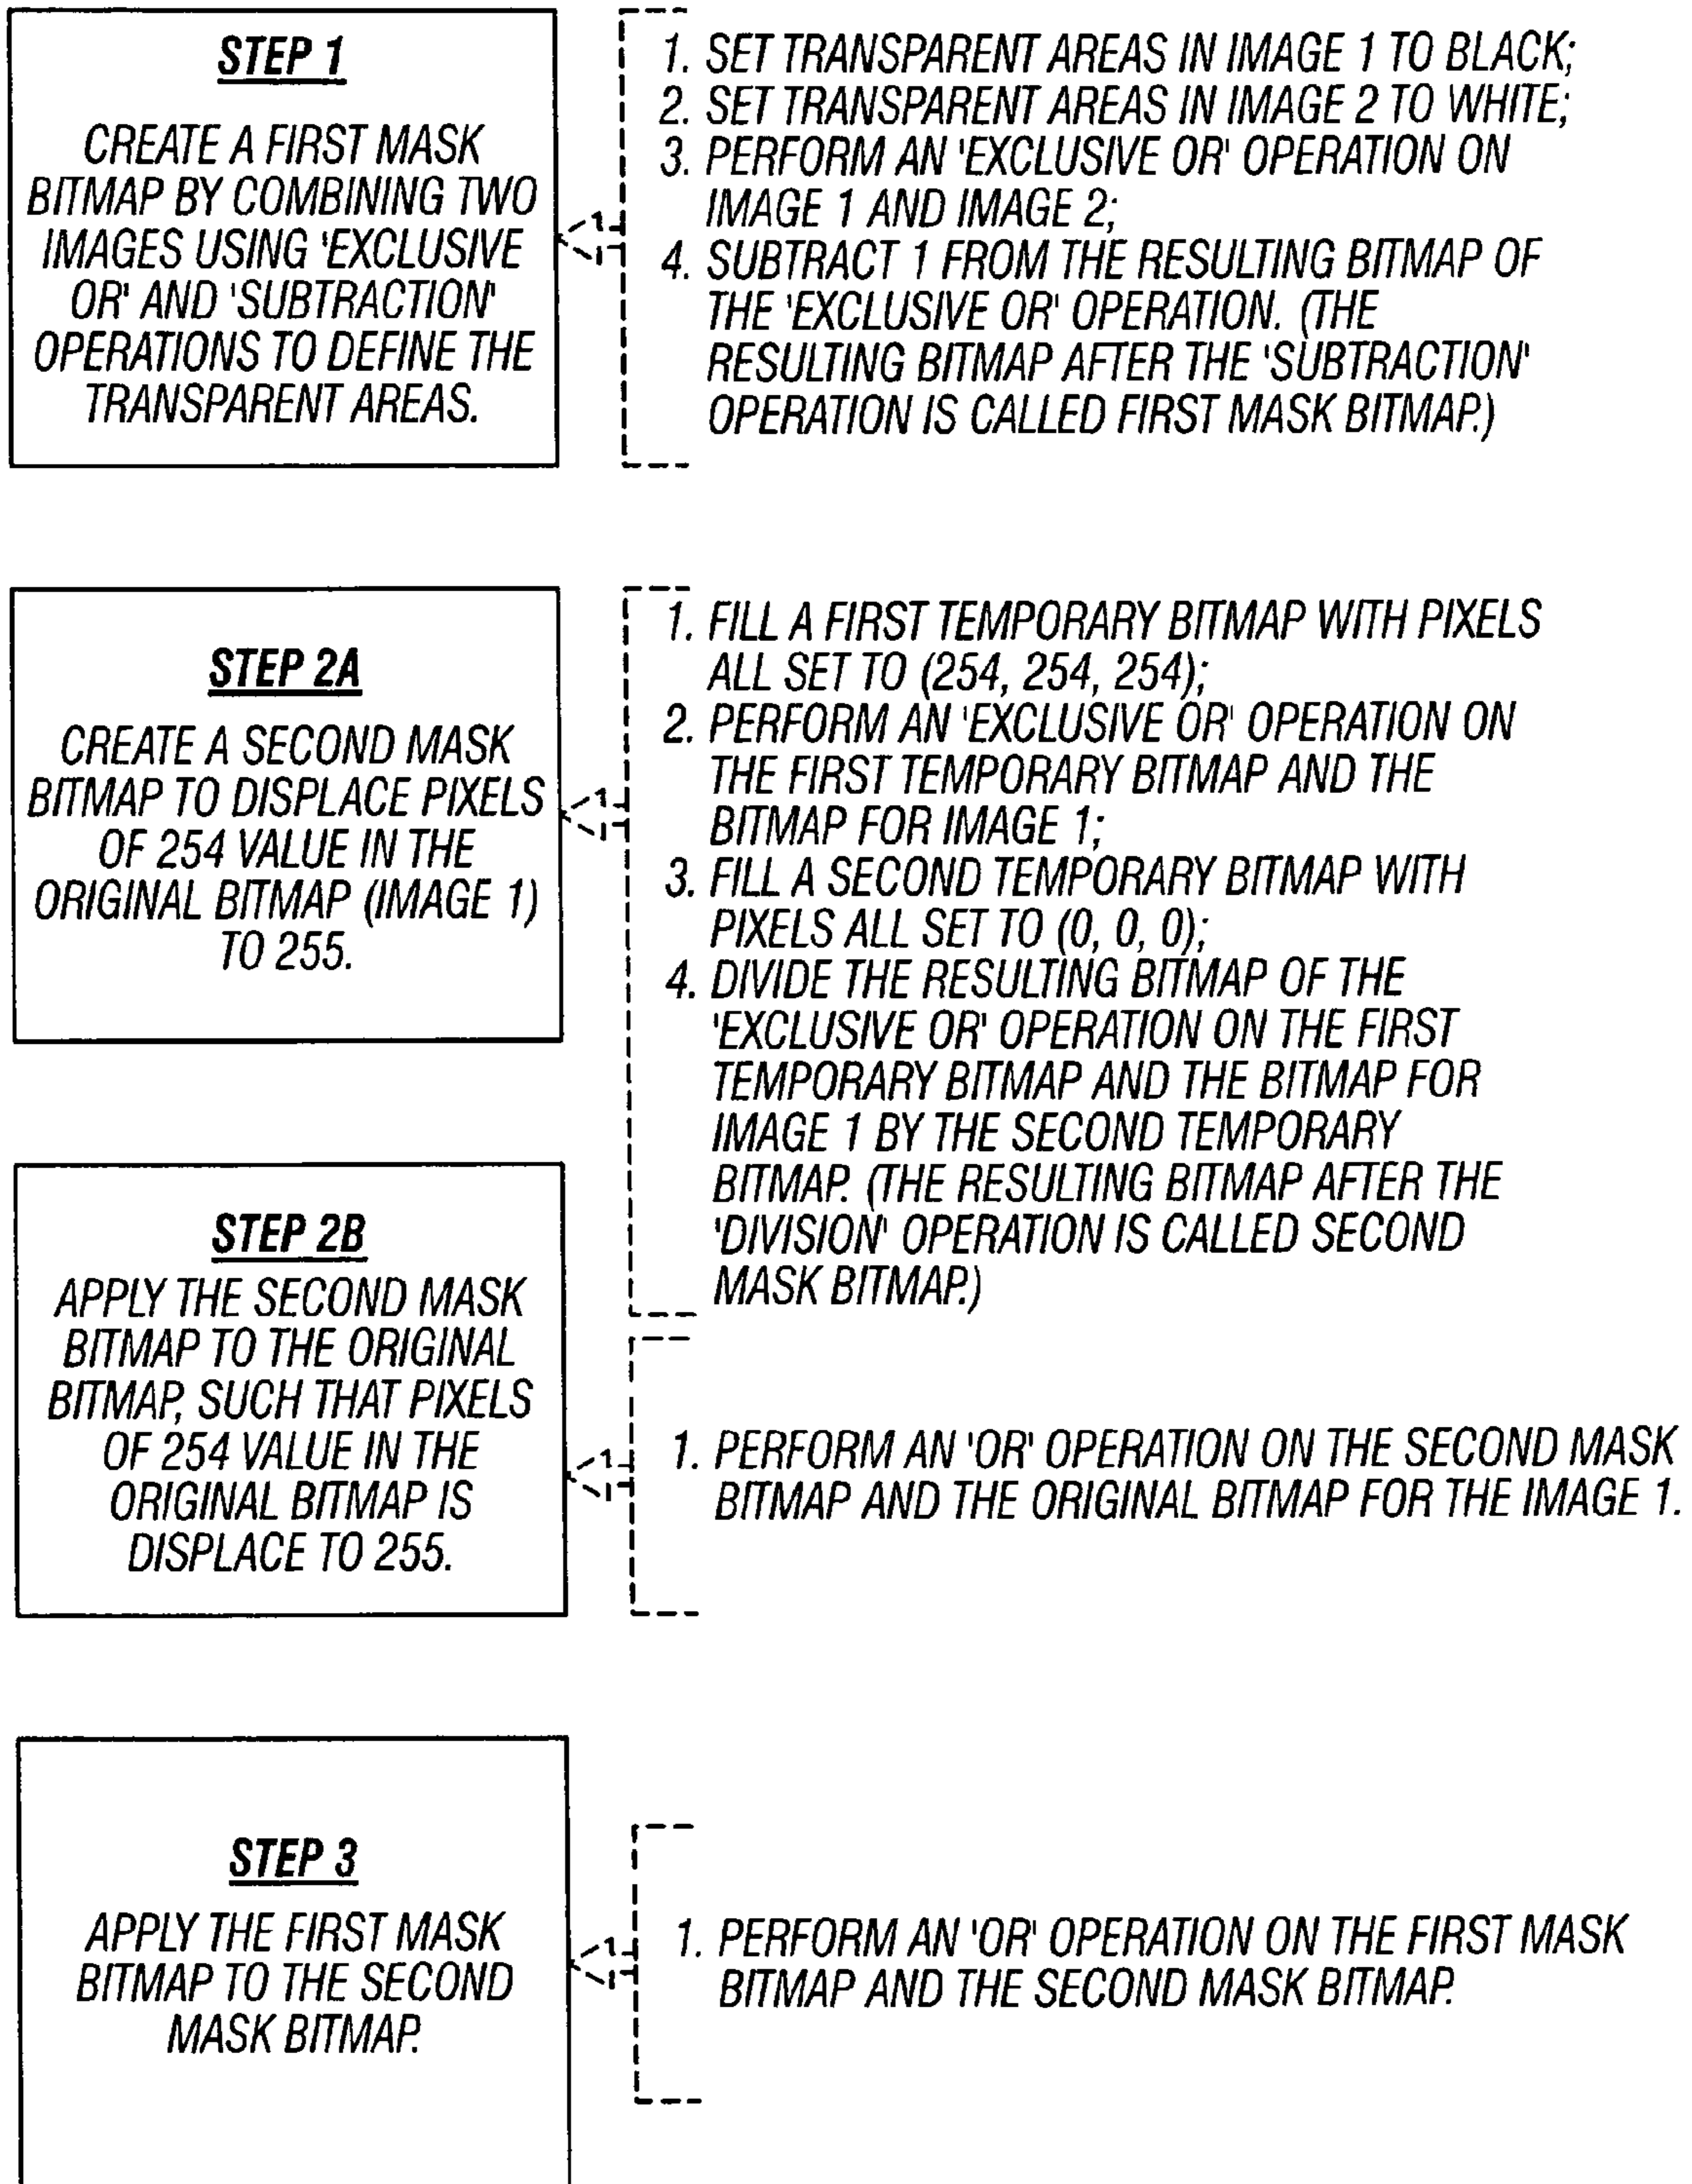 STEP 1
CREATE A FIRST MASK
BITMAP BY COMBINING TWO
IMAGES USING 'EXCLUSIVE
OR' AND 'SUBTRACTION'
OPERATIONS TO DEFINE THE
TRANSPARENT AREAS.
1. SET TRANSPARENT AREAS IN IMAGE 1 TO BLACK;
2. SET TRANSPARENT AREAS IN IMAGE 2 TO WHITE;
3. PERFORM AN 'EXCLUSIVE OR' OPERATION ON
IMAGE 1 AND IMAGE 2;
4. SUBTRACT 1 FROM THE RESULTING BITMAP OF
THE 'EXCLUSIVE OR' OPERATION. (THE
RESULTING BITMAP AFTER THE 'SUBTRACTION'
OPERATION IS CALLED FIRST MASK BITMAP.)
STEP 2A
CREATE A SECOND MASK
BITMAP TO DISPLACE PIXELS
OF 254 VALUE IN THE
ORIGINAL BITMAP (IMAGE 1)
TO 255.
1. FILL A FIRST TEMPORARY BITMAP WITH PIXELS
ALL SET TO (254, 254, 254);
2. PERFORM AN 'EXCLUSIVE OR' OPERATION ON
THE FIRST TEMPORARY BITMAP AND THE
BITMAP FOR IMAGE 1;
3. FILL A SECOND TEMPORARY BITMAP WITH
PIXELS ALL SET TO (0, 0, 0);
4. DIVIDE THE RESULTING BITMAP OF THE
'EXCLUSIVE OR' OPERATION ON THE FIRST
TEMPORARY BITMAP AND THE BITMAP FOR
IMAGE 1 BY THE SECOND TEMPORARY
BITMAP. (THE RESULTING BITMAP AFTER THE
'DIVISION' OPERATION IS CALLED SECOND
MASK BITMAP.)
STEP 2B
APPLY THE SECOND MASK
BITMAP TO THE ORIGINAL
BITMAP, SUCH THAT PIXELS
OF 254 VALUE IN THE
ORIGINAL BITMAP IS
DISPLACE TO 255.
1. PERFORM AN 'OR' OPERATION ON THE SECOND MASK
BITMAP AND THE ORIGINAL BITMAP FOR THE IMAGE 1.
STEP 3
APPLY THE FIRST MASK
BITMAP TO THE SECOND
MASK BITMAP.
1. PERFORM AN 'OR' OPERATION ON THE FIRST MASK
BITMAP AND THE SECOND MASK BITMAP.